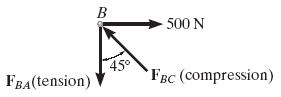 B
500 N
45°
F_BA(tension)
F_BC (compression)